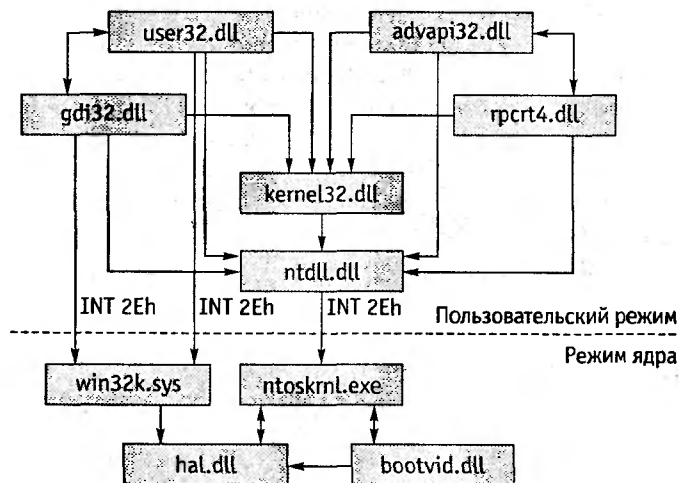 user32.dll
advapi32.dll
gdi32.dll
rpcrt4.dll
kernel32.dll
ntdll.dll
INT 2Eh
INT 2Eh
INT 2Eh
Пользовательский режим
Режим ядра
win32k.sys
ntoskrnl.exe
hal.dll
bootvid.dll